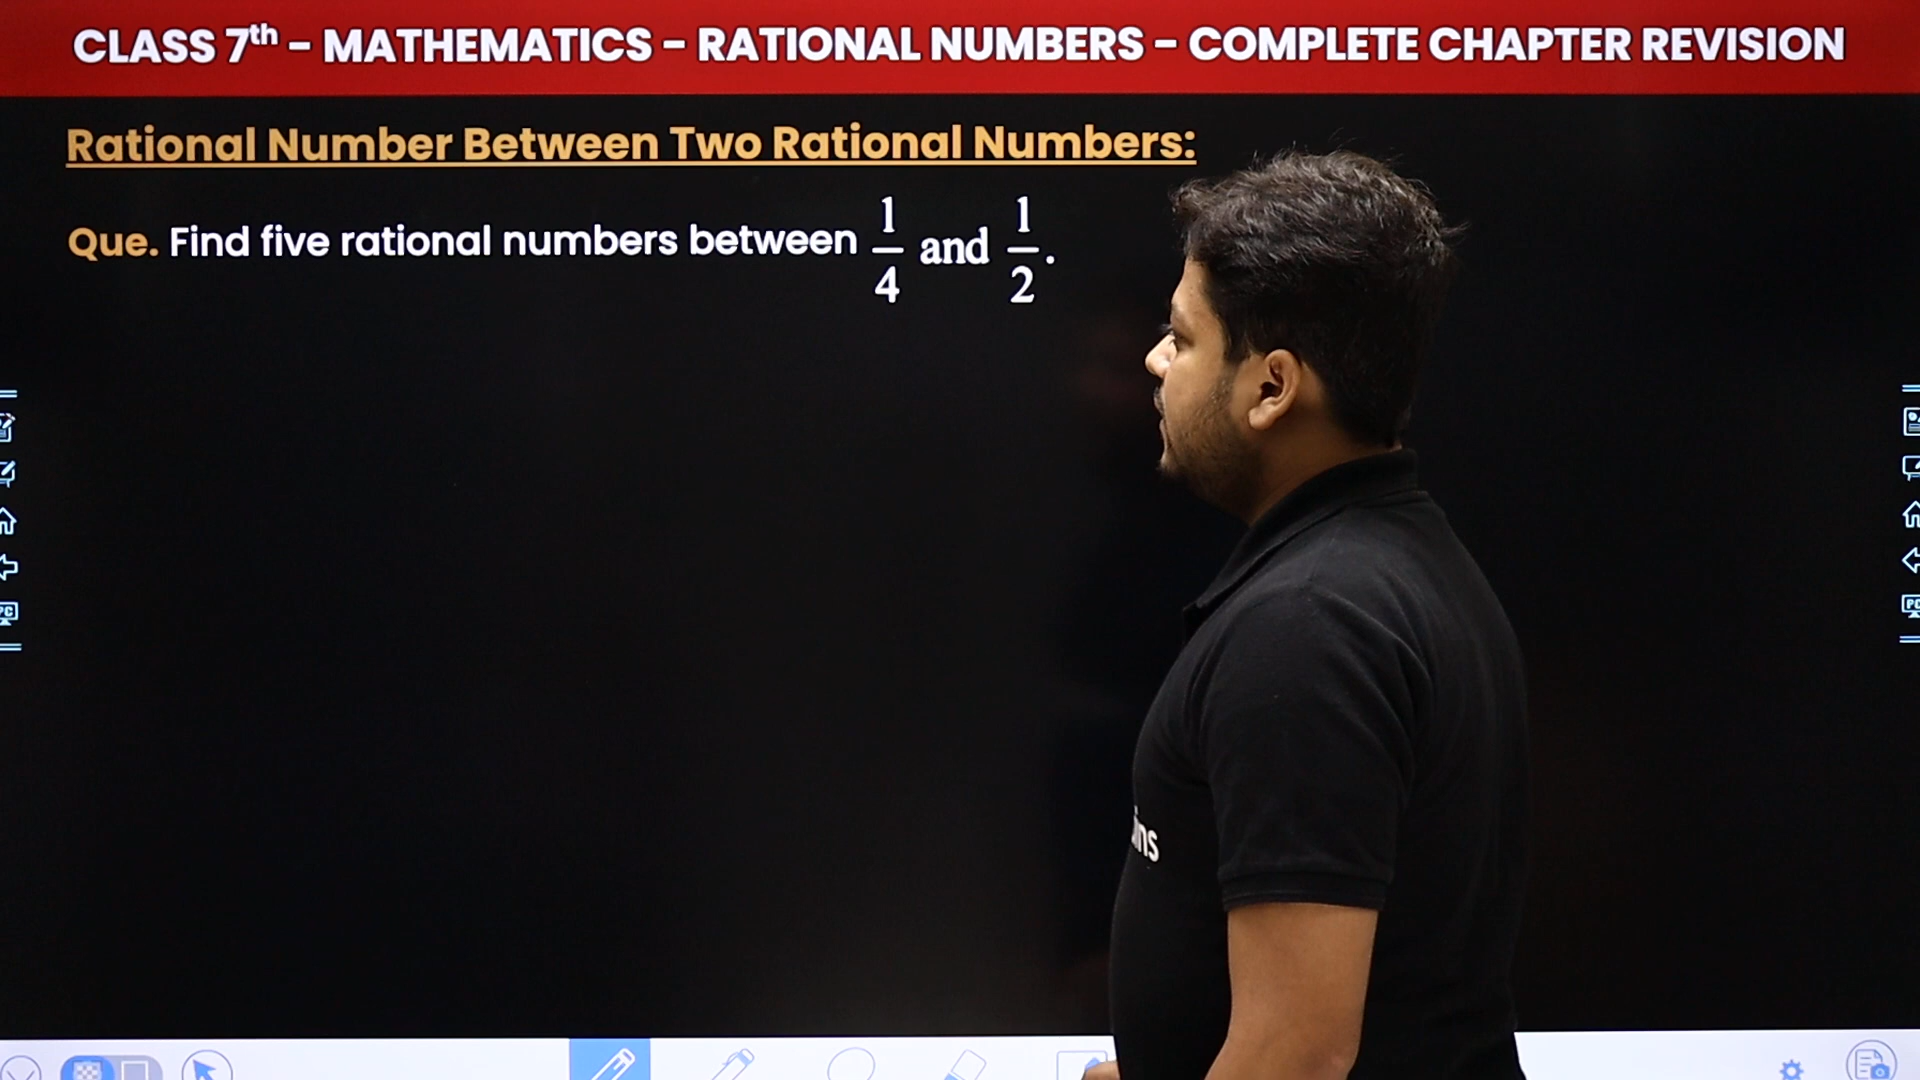 CLASS 7th - MATHEMATICS - RATIONAL NUMBERS - COMPLETE CHAPTER REVISION
Rational Number Between Two Rational Numbers:
Que. Find five rational numbers between 1/4 and 1/2.